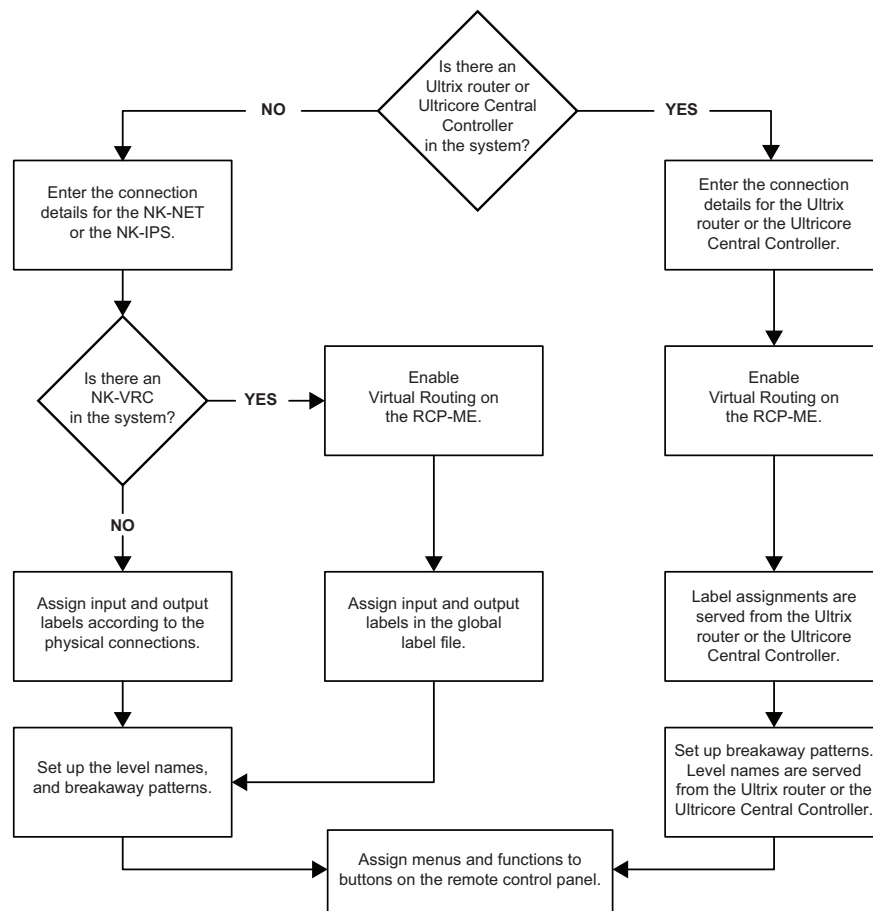 Is there an
Ultrix router or
Ultricore Central
Controller
in the system?
NO
YES
Enter the connection
details for the NK-NET
or the NK-IPS.
Enter the connection
details for the Ultrix
router or the Ultricore
Central Controller.
Is there an
NK-VRC
in the system?
YES
Enable
Virtual Routing on
the RCP-ME.
Enable
Virtual Routing on
the RCP-ME.
NO
Assign input and output
labels according to the
physical connections.
Assign input and output
labels in the global
label file.
Label assignments are
served from the Ultrix
router or the Ultricore
Central Controller.
Set up the level names,
and breakaway patterns.
Set up breakaway patterns.
Level names are served
from the Ultrix router or the
Ultricore Central Controller.
Assign menus and functions to
buttons on the remote control panel.